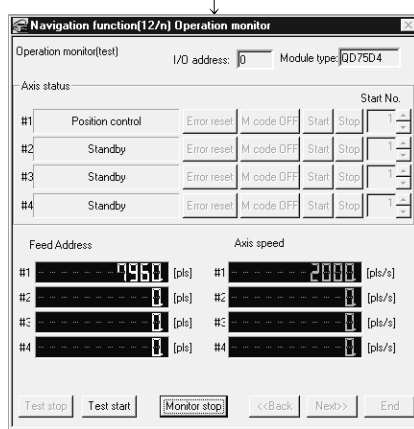 Navigation function(12/n) Operation monitor
Operation monitor(test) I/O address: 0 Module type: QD75D4
Axis status
Start No.
#1 Position control Error reset M code OFF Start Stop 1
#2 Standby Error reset M code OFF Start Stop 1
#3 Standby Error reset M code OFF Start Stop 1
#4 Standby Error reset M code OFF Start Stop 1
Feed Address Axis speed
#1 7960 [pls] #1 2000 [pls/s]
#2 0 [pls] #2 0 [pls/s]
#3 0 [pls] #3 0 [pls/s]
#4 0 [pls] #4 0 [pls/s]
Test stop Test start Monitor stop <<Back Next>> End